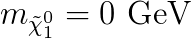 $m_{\tilde{\chi}_1^0} = 0$ GeV